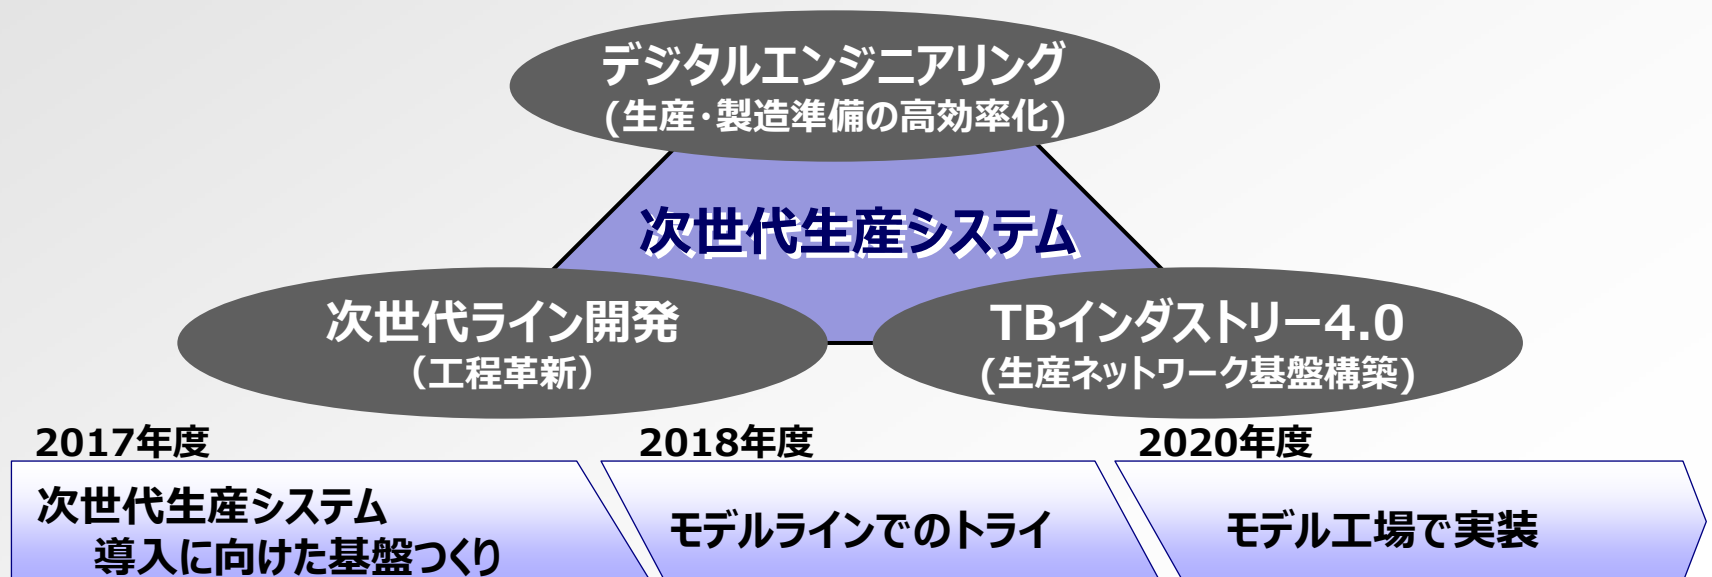 デジタルエンジニアリング
(生産・製造準備の高効率化)
次世代生産システム
次世代ライン開発
（工程革新）
TBインダストリー4.0
(生産ネットワーク基盤構築)
2017年度
2018年度
2020年度
次世代生産システム
導入に向けた基盤つくり
モデルラインでのトライ
モデル工場で実装